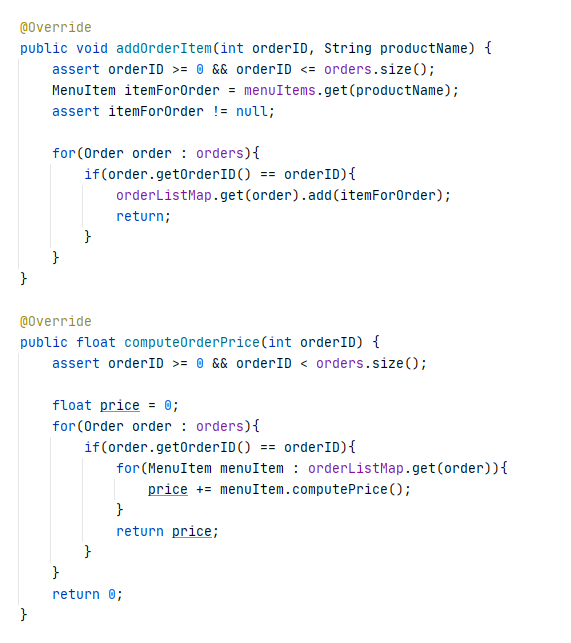 @Override
public void addOrderItem(int orderID, String productName) {
    assert orderID >= 0 && orderID <= orders.size();
    MenuItem itemForOrder = menuItems.get(productName);
    assert itemForOrder != null;

    for(Order order : orders){
        if(order.getOrderID() == orderID){
            orderListMap.get(order).add(itemForOrder);
            return;
        }
    }
}

@Override
public float computeOrderPrice(int orderID) {
    assert orderID >= 0 && orderID < orders.size();

    float price = 0;
    for(Order order : orders){
        if(order.getOrderID() == orderID){
            for(MenuItem menuItem : orderListMap.get(order)){
                price += menuItem.computePrice();
            }
            return price;
        }
    }
    return 0;
}